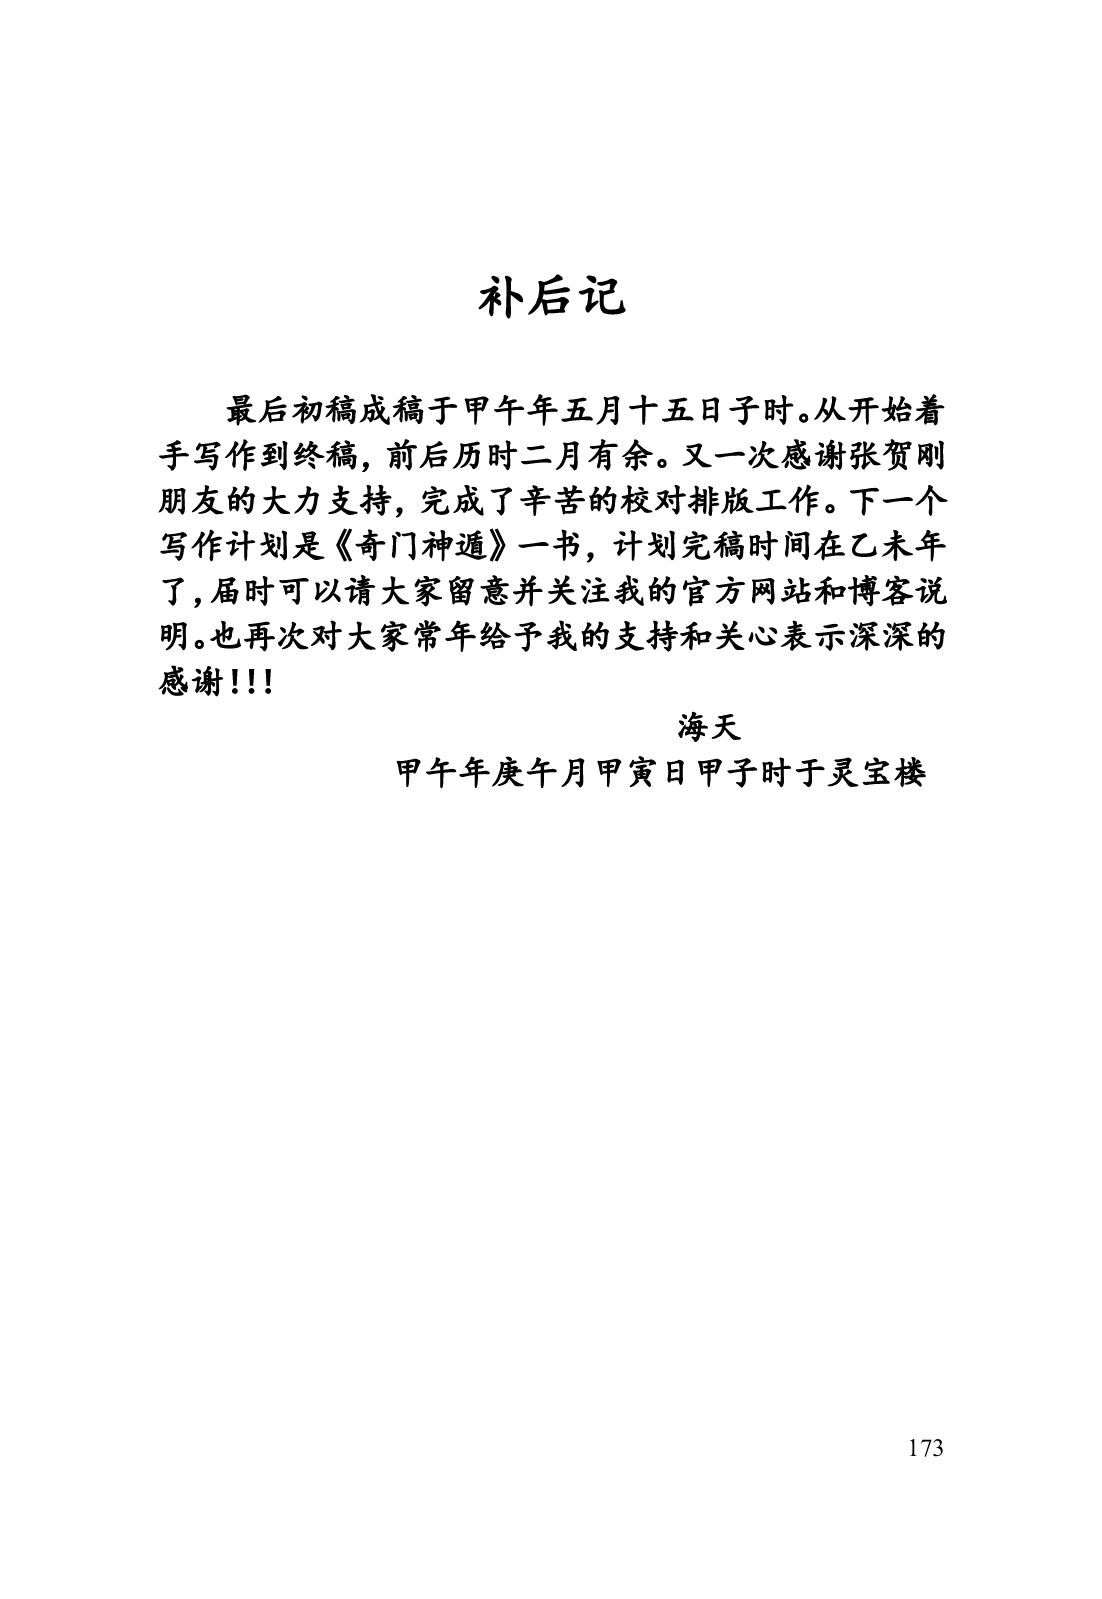 补后记
最后初稿成稿于甲午年五月十五日子时。从开始着
手写作到终稿，前后历时二月有余。又一次感谢张贺刚
朋友的大力支持，完成了辛苦的校对排版工作。下一个
写作计划是《奇门神遁》一书，计划完稿时间在乙未年
了，届时可以请大家留意并关注我的官方网站和博客说
明。也再次对大家常年给予我的支持和关心表示深深的
感谢！！！
海天
甲午年庚午月甲寅日甲子时于灵宝楼
173